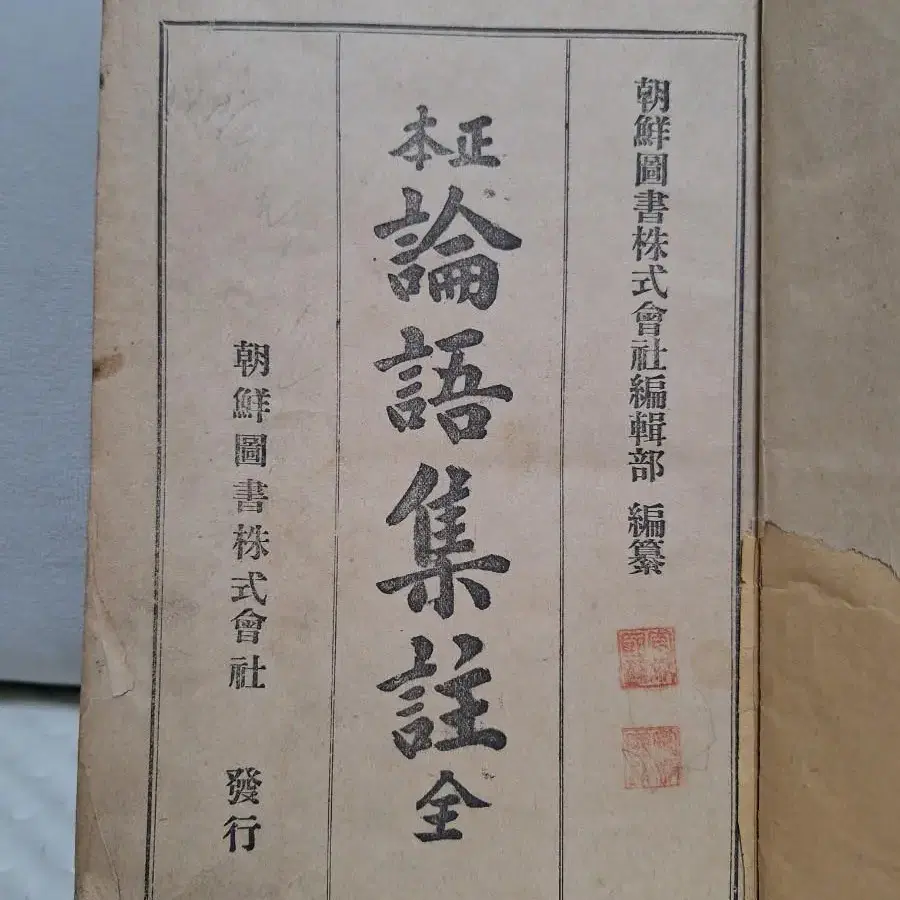 朝鮮圖書株式會社編輯部 編纂
正本
論語集註全
朝鮮圖書株式會社 發行